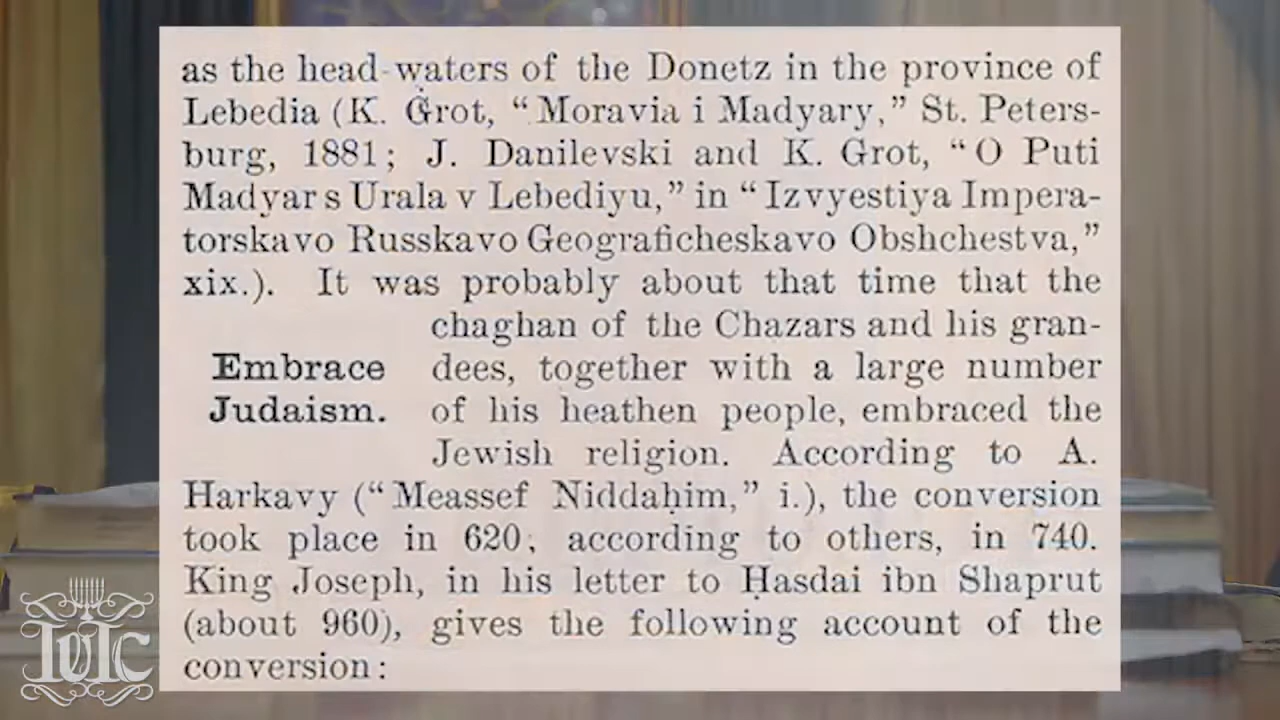 as the head-waters of the Donetz in the province of
Lebedia (K. Grot, “Moravia i Madyary,” St. Peters-
burg, 1881; J. Danilevski and K. Grot, “O Puti
Madyar s Urala v Lebediyu,” in “Izvyestiya Impera-
torskavo Russkavo Geograficheskavo Obshchestva,”
xix.). It was probably about that time that the
chaghan of the Chazars and his gran-
Embrace dees, together with a large number
Judaism. of his heathen people, embraced the
Jewish religion. According to A.
Harkavy (“Meassef Niddaḥim,” i.), the conversion
took place in 620; according to others, in 740.
King Joseph, in his letter to Ḥasdai ibn Shaprut
(about 960), gives the following account of the
conversion:
IUIC